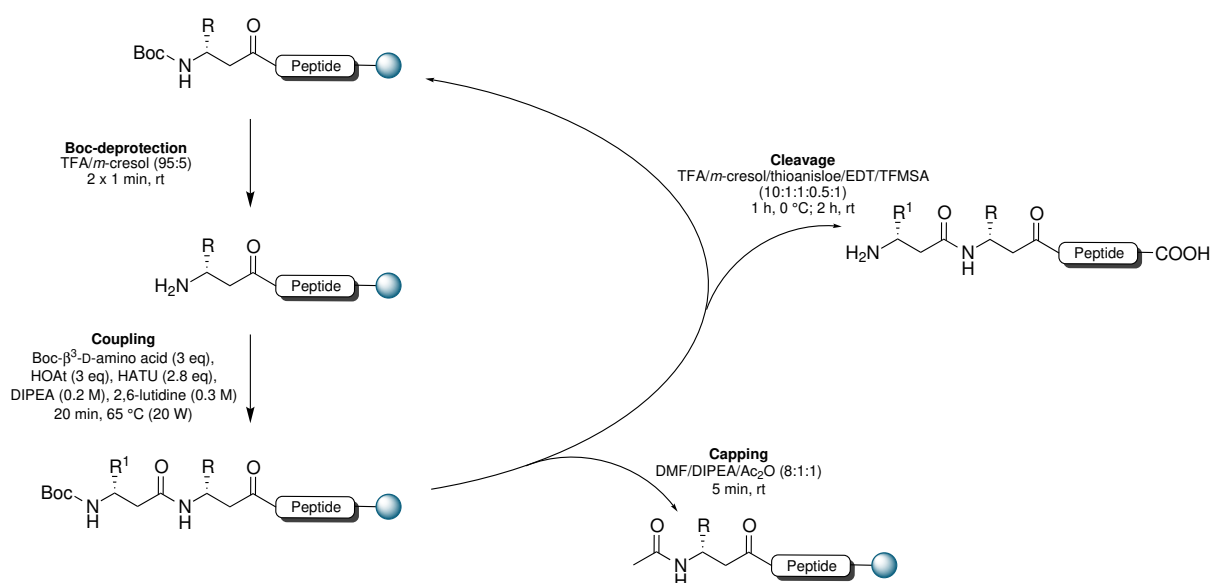 R
O
Boc
N
H
Peptide
Boc-deprotection
TFA/m-cresol (95:5)
2 x 1 min, rt
R
O
H₂N
Peptide
Coupling
Boc-β³-D-amino acid (3 eq),
HOAt (3 eq), HATU (2.8 eq),
DIPEA (0.2 M), 2,6-lutidine (0.3 M)
20 min, 65 °C (20 W)
R¹
O
R
O
Boc
N
H
N
H
Peptide
Cleavage
TFA/m-cresol/thioanisloe/EDT/TFMSA
(10:1:1:0.5:1)
1 h, 0 °C; 2 h, rt
R¹
O
R
O
H₂N
N
H
Peptide
COOH
Capping
DMF/DIPEA/Ac₂O (8:1:1)
5 min, rt
O
R
O
N
H
Peptide